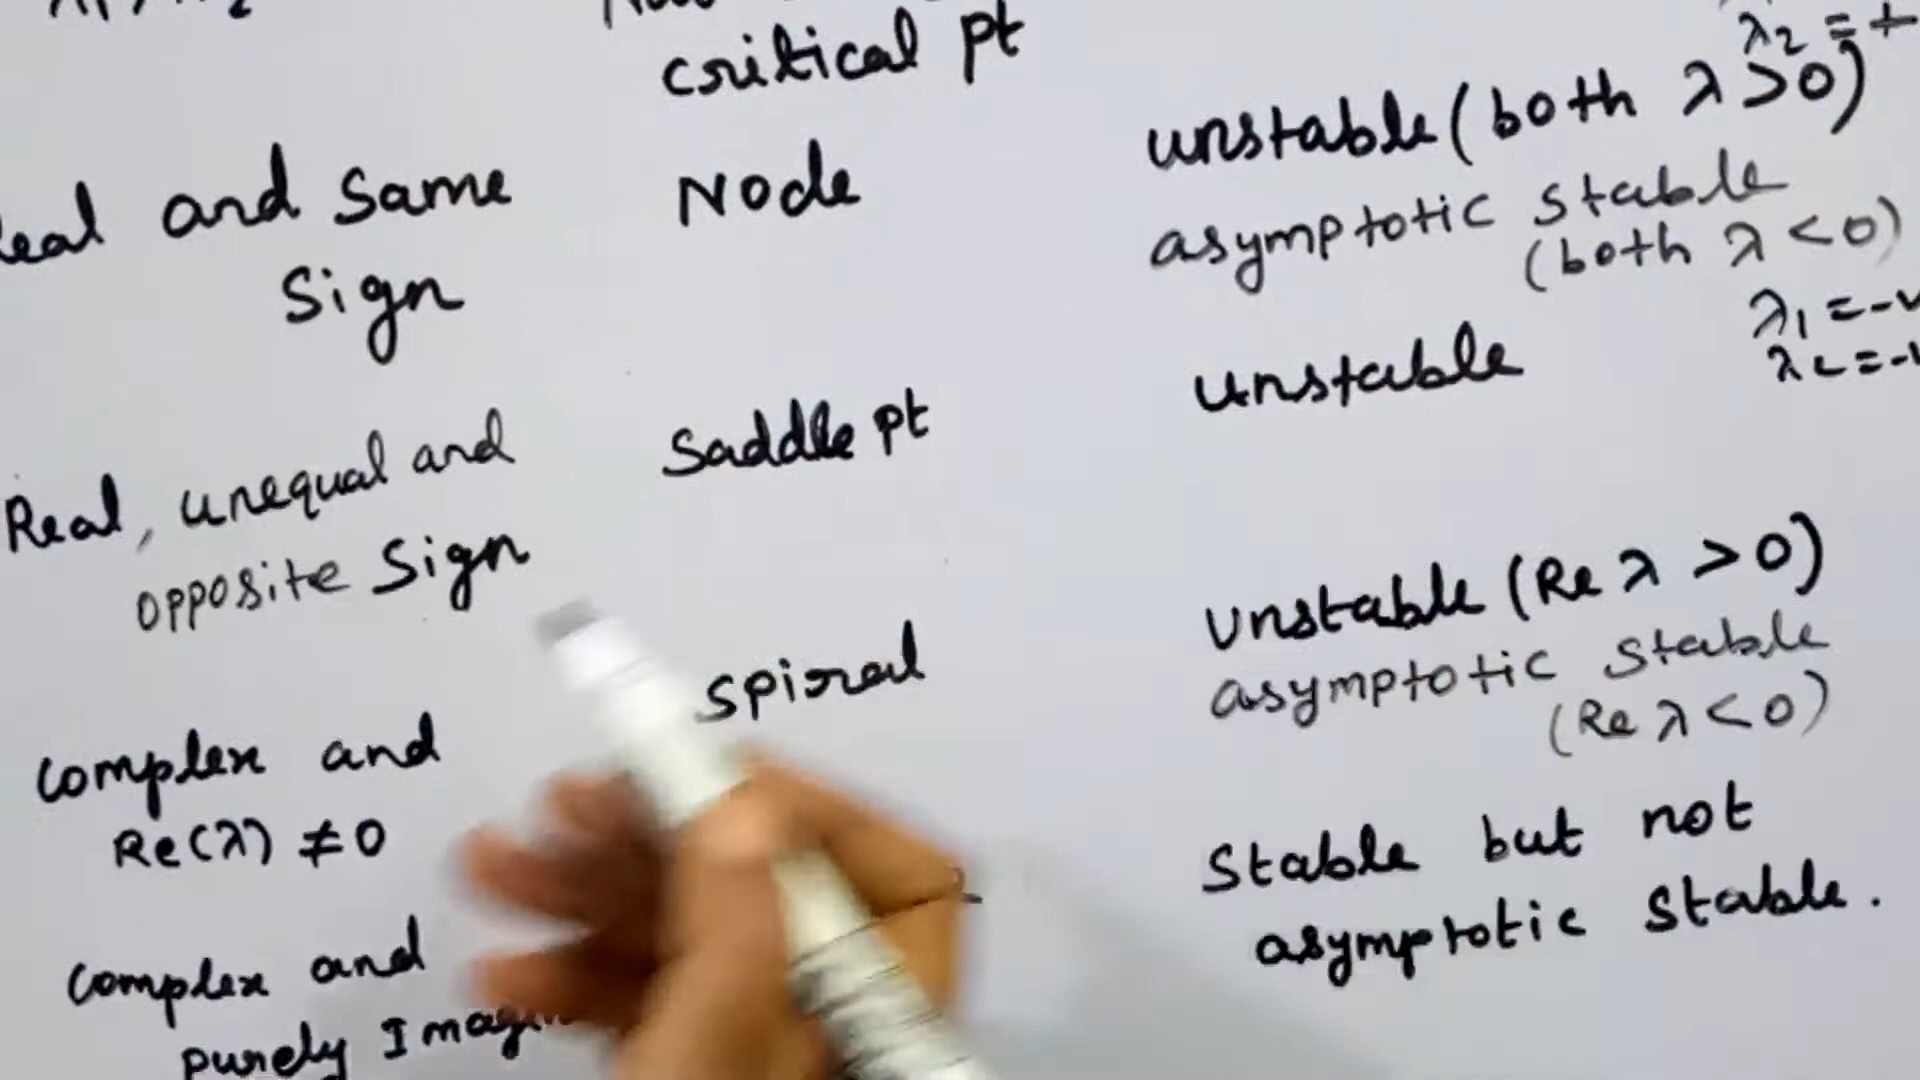 critical pt
λ2 = +
unstable (both λ > 0)
and same
Node
asymptotic stable
(both λ < 0)
sign
λ1 = -
λ2 = -
unstable
Real, unequal and
saddle pt
opposite sign
unstable (Re λ > 0)
asymptotic stable
(Re λ < 0)
spiral
complex and
Re(λ) ≠ 0
stable but not
asymptotic stable.
complex and
purely